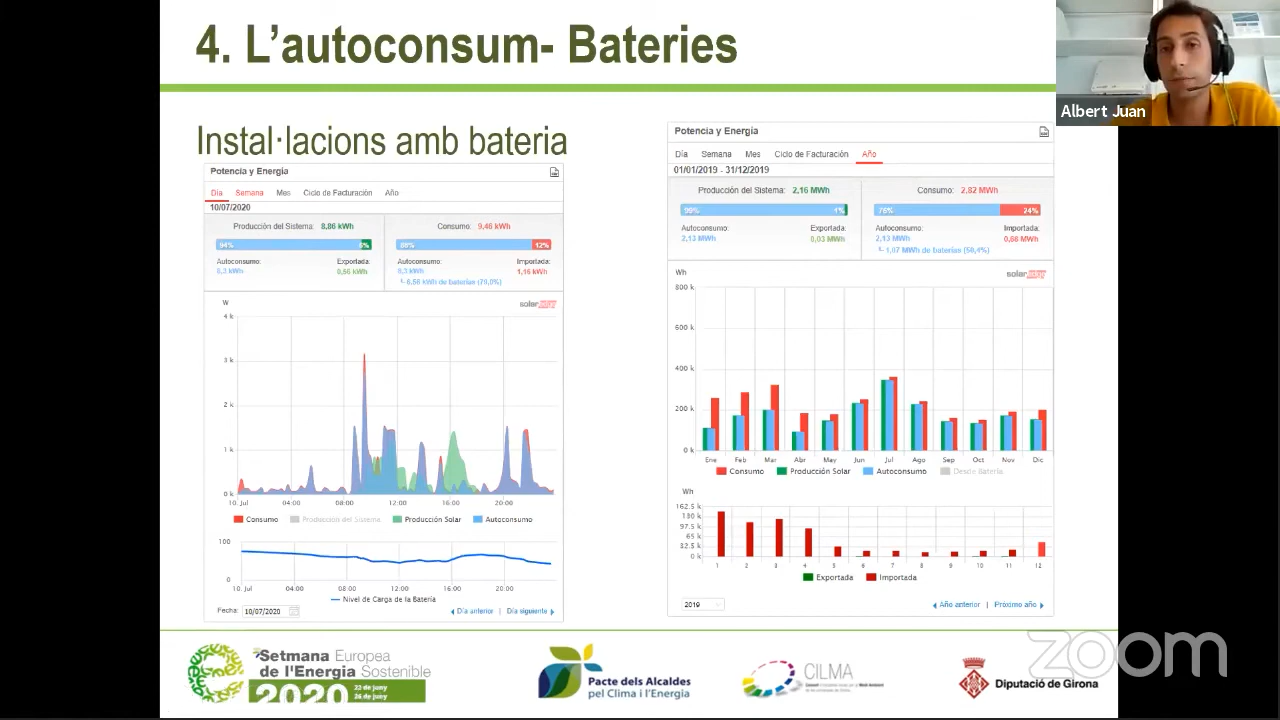 4. L'autoconsum- Bateries
Albert Juan
Instal·lacions amb bateria
Potencia y Energía
Día Semana Mes Ciclo de Facturación Año
10/07/2020
Producción del Sistema: 8,86 kWh
Consumo: 9,46 kWh
94% 6%
88% 12%
Autoconsumo: Exportada:
8,3 kWh 0,56 kWh
Autoconsumo: Importada:
8,3 kWh 1,16 kWh
6,56 kWh de baterías (79,0%)
W
solaredge
4 k
3 k
2 k
1 k
0 k
10. Jul 04:00 08:00 12:00 16:00 20:00
Consumo Producción del Sistema Producción Solar Autoconsumo
100
0
10. Jul 04:00 08:00 12:00 16:00 20:00
Nivel de Carga de la Batería
Fecha: 10/07/2020
Día anterior | Día siguiente
Potencia y Energía
Día Semana Mes Ciclo de Facturación Año
01/01/2019 - 31/12/2019
Producción del Sistema: 2,16 MWh
Consumo: 2,82 MWh
99% 1%
76% 24%
Autoconsumo: Exportada:
2,13 MWh 0,03 MWh
Autoconsumo: Importada:
2,13 MWh 0,68 MWh
1,07 MWh de baterías (50,4%)
Wh
solaredge
800 k
600 k
400 k
200 k
0 k
Ene Feb Mar Abr May Jun Jul Ago Sep Oct Nov Dic
Consumo Producción Solar Autoconsumo Desde Batería
Wh
162.5 k
130 k
97.5 k
65 k
32.5 k
0 k
1 2 3 4 5 6 7 8 9 10 11 12
Exportada Importada
2019
Año anterior | Próximo año
Setmana Europea
de l'Energia Sostenible
2020 22 de juny
26 de juny
Pacte dels Alcaldes
pel Clima i l'Energia
CILMA
Diputació de Girona
zoom